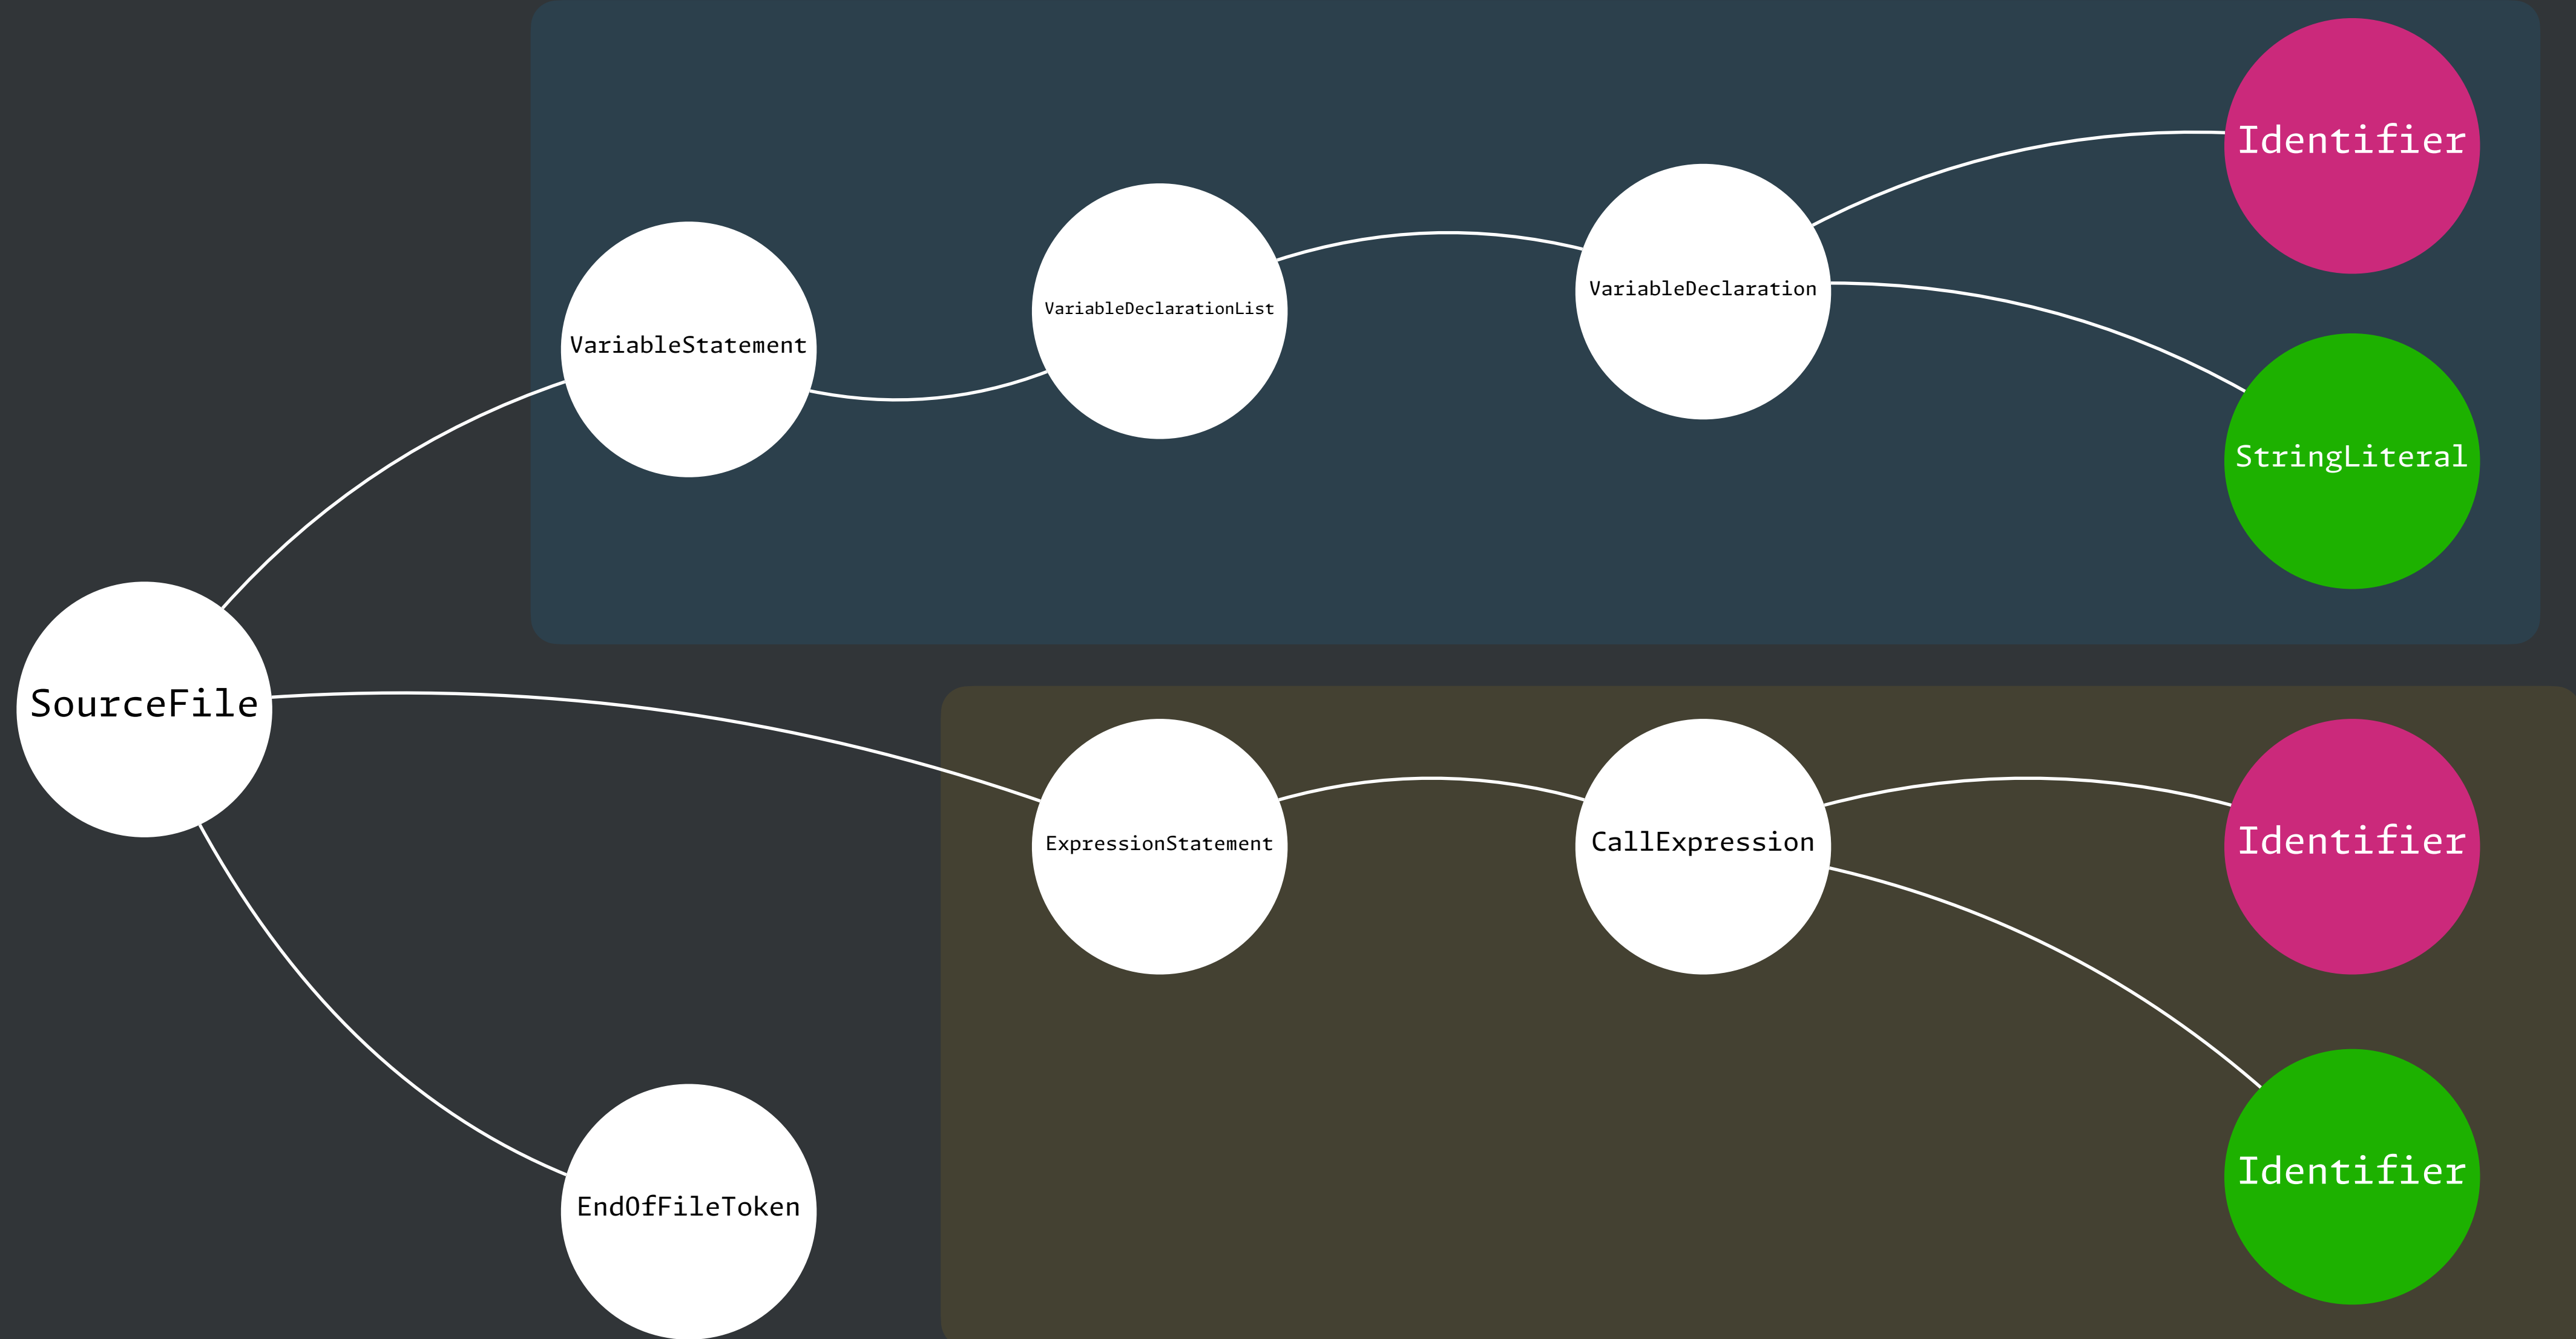 Identifier
VariableStatement
VariableDeclarationList
VariableDeclaration
StringLiteral
SourceFile
ExpressionStatement
CallExpression
Identifier
EndOfFileToken
Identifier